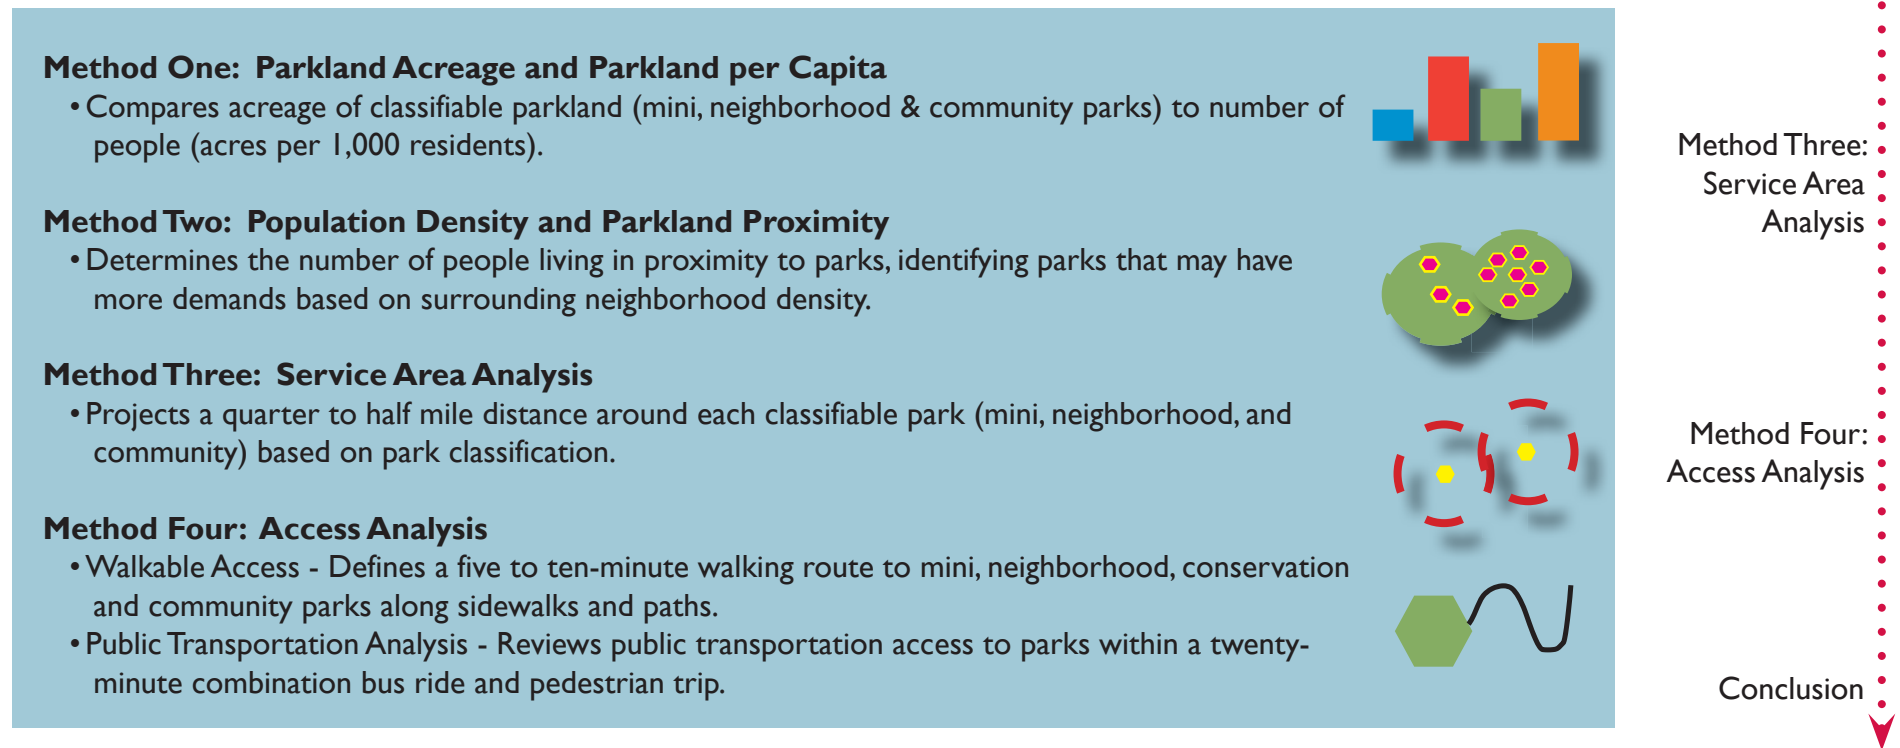 Method One: Parkland Acreage and Parkland per Capita
• Compares acreage of classifiable parkland (mini, neighborhood & community parks) to number of
people (acres per 1,000 residents).
Method Two: Population Density and Parkland Proximity
• Determines the number of people living in proximity to parks, identifying parks that may have
more demands based on surrounding neighborhood density.
Method Three: Service Area Analysis
• Projects a quarter to half mile distance around each classifiable park (mini, neighborhood, and
community) based on park classification.
Method Four: Access Analysis
• Walkable Access - Defines a five to ten-minute walking route to mini, neighborhood, conservation
and community parks along sidewalks and paths.
• Public Transportation Analysis - Reviews public transportation access to parks within a twenty-
minute combination bus ride and pedestrian trip.
Method Three:
Service Area
Analysis
Method Four:
Access Analysis
Conclusion